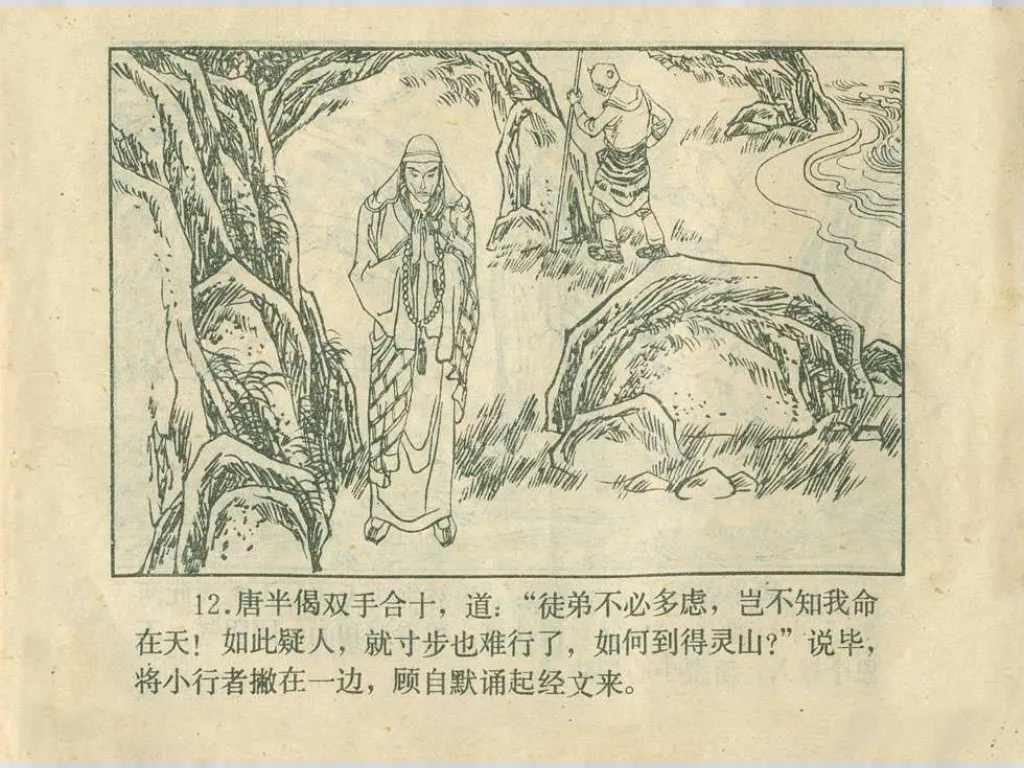 12.唐半偈双手合十，道：“徒弟不必多虑，岂不知我命
在天！如此疑人，就寸步也难行了，如何到得灵山？”说毕，
将小行者撇在一边，顾自默诵起经文来。